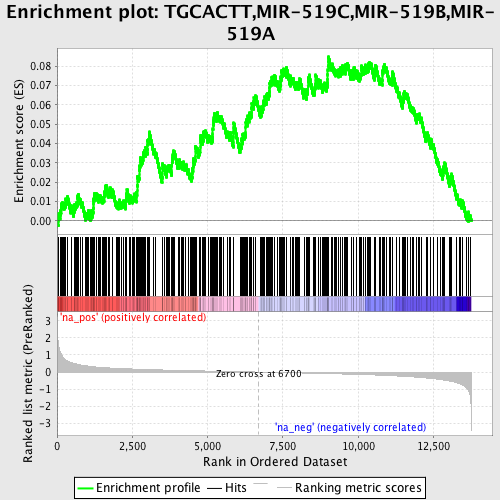 Enrichment plot: TGCACTT,MIR-519C,MIR-519B,MIR-
519A
Enrichment score (ES)
0.08
0.07
0.06
0.05
0.04
0.03
0.02
0.01
0.00
Ranked list metric (PreRanked)
'na_pos' (positively correlated)
3
2
1
0
-1
-2
-3
Zero cross at 6700
'na_neg' (negatively correlated)
0
2,500
5,000
7,500
10,000
12,500
Rank in Ordered Dataset
Enrichment profile
Hits
Ranking metric scores